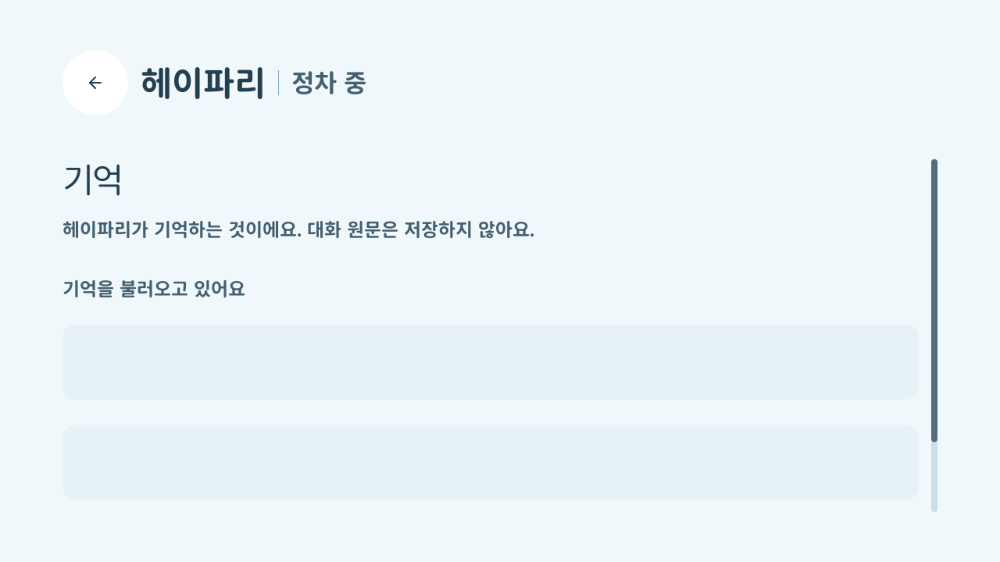 헤이파리 정차 중
기억
헤이파리가 기억하는 것이에요. 대화 원문은 저장하지 않아요.
기억을 불러오고 있어요